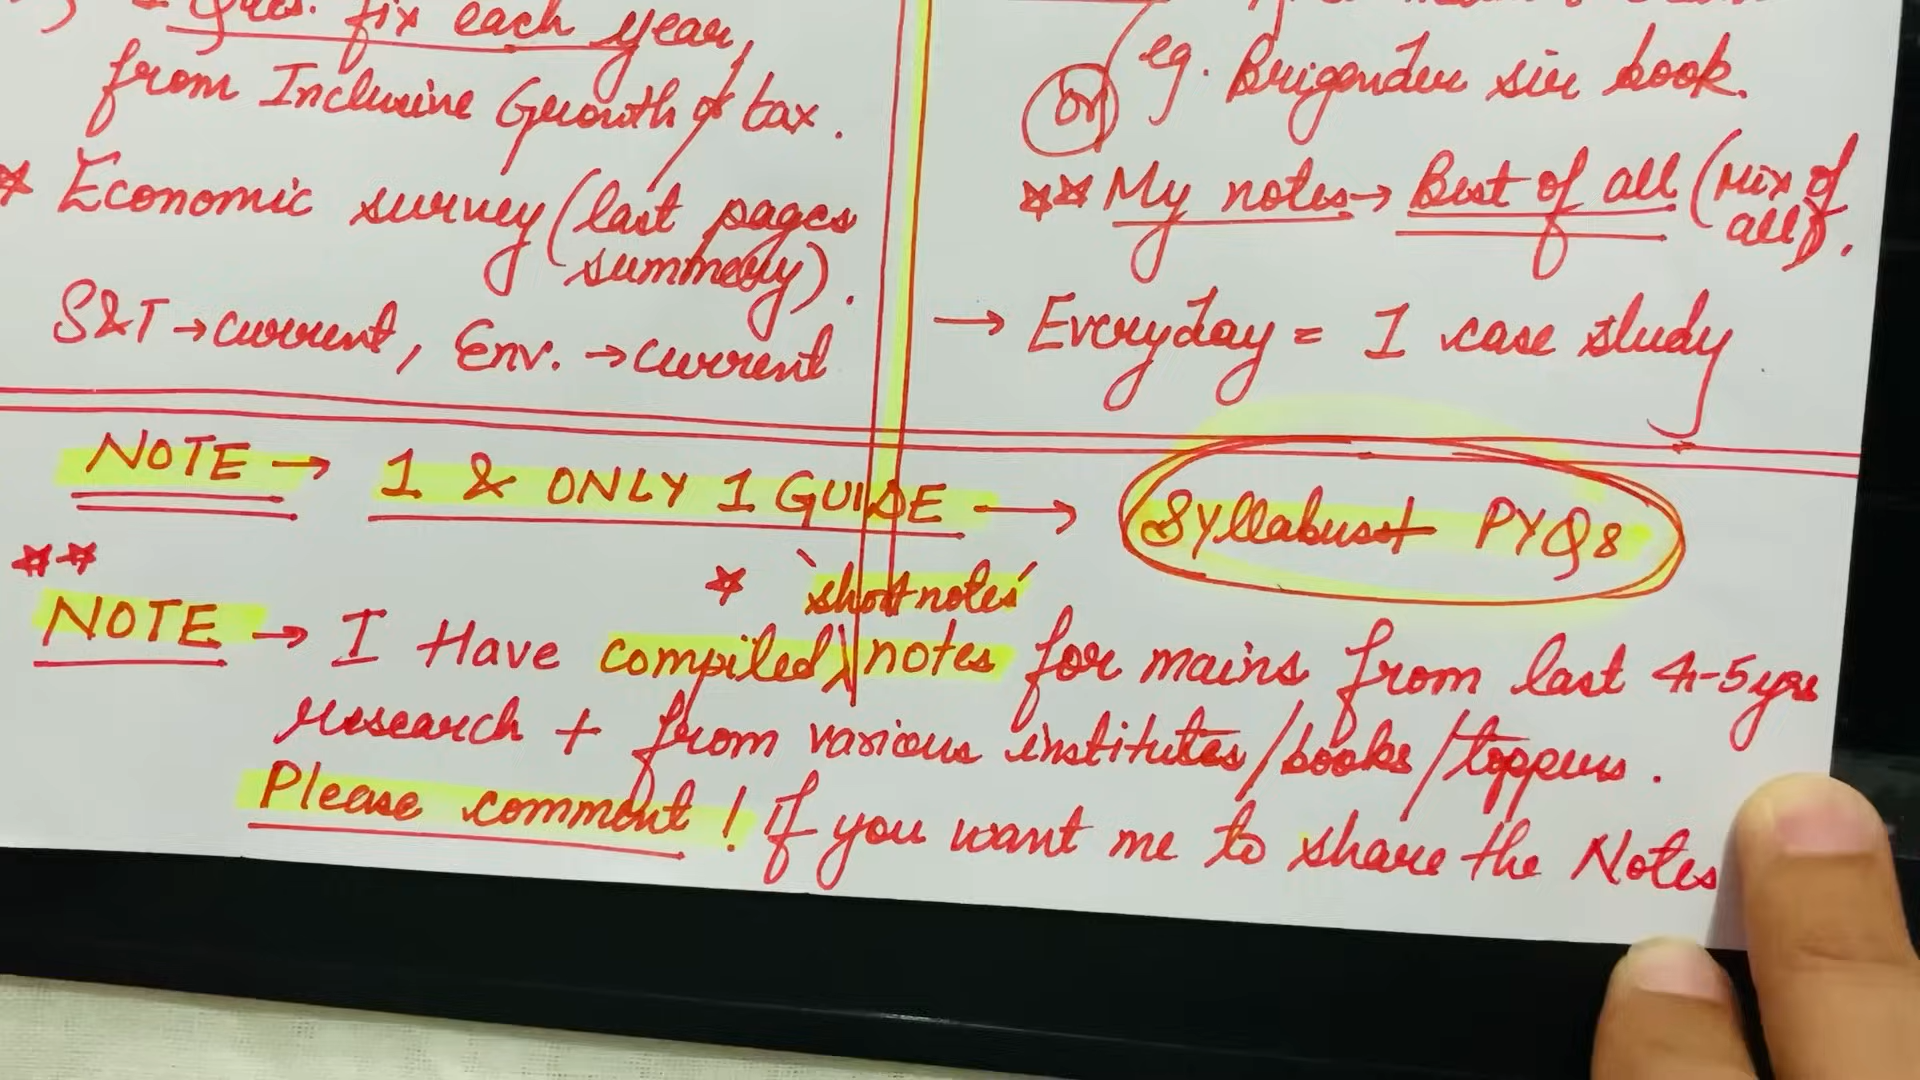 Ques. fix each year,
from Inclusive Growth & tax.
Economic survey (last pages
summary).
S&T → current, Env. → current
eg. Brigender sir book.
or
My notes → Best of all (Mix of
all).
→ Everyday = 1 case study
NOTE → 1 & ONLY 1 GUIDE → Syllabus + PYQs
'short notes'
NOTE → I Have compiled notes for mains from last 4-5 yrs
research + from various institutes/books/toppers.
Please comment! If you want me to share the Notes